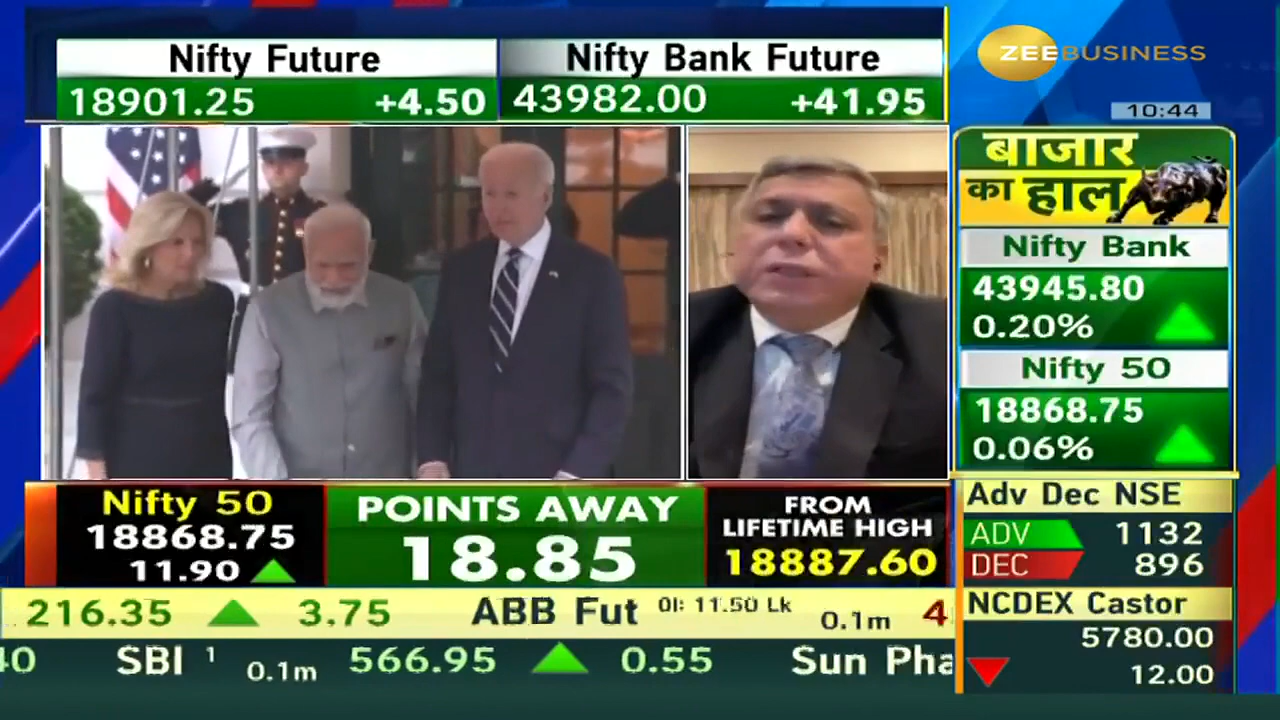 Nifty Future
18901.25 +4.50
Nifty Bank Future
43982.00 +41.95
ZEEBUSINESS
10:44
बाजार
का हाल
Nifty Bank
43945.80
0.20%
Nifty 50
18868.75
0.06%
Nifty 50
18868.75
11.90
POINTS AWAY
18.85
FROM
LIFETIME HIGH
18887.60
Adv Dec NSE
ADV 1132
DEC 896
NCDEX Castor
5780.00
12.00
216.35 3.75 ABB Fut OI: 11.50 Lk 0.1m 4
40 SBI 1 0.1m 566.95 0.55 Sun Pha